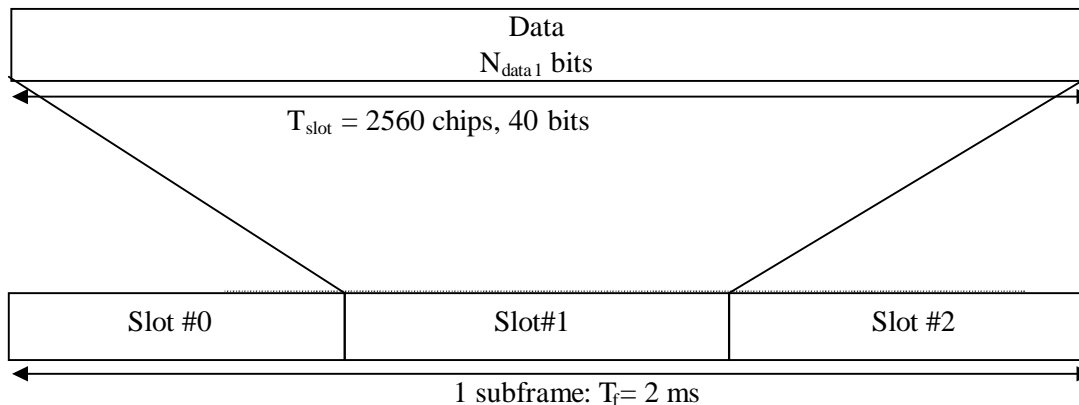 Data
N_data1 bits
T_slot = 2560 chips, 40 bits
Slot #0 Slot#1 Slot #2
1 subframe: T_f= 2 ms